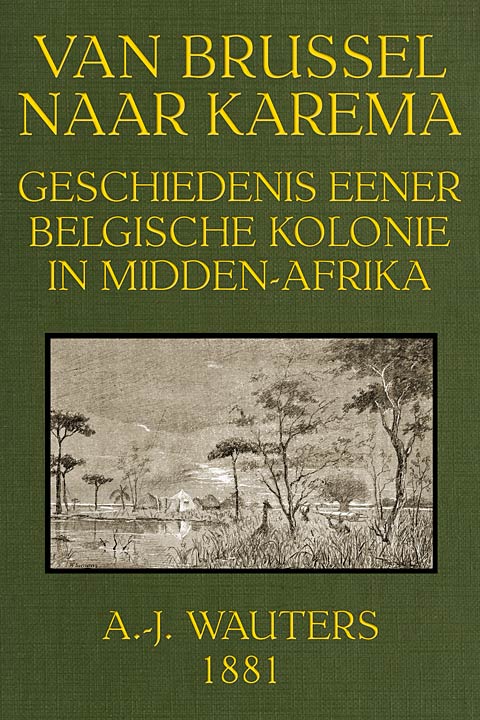 VAN BRUSSEL
NAAR KAREMA
GESCHIEDENIS EENER
BELGISCHE KOLONIE
IN MIDDEN-AFRIKA
A.-J. WAUTERS
1881